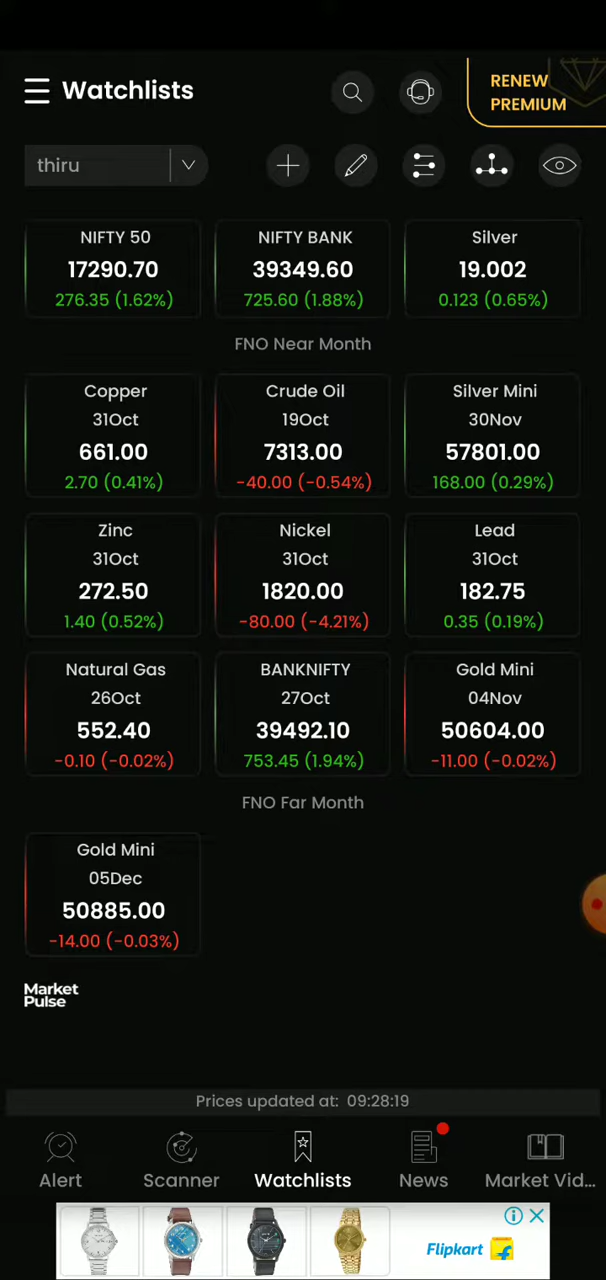 Watchlists
RENEW
PREMIUM
thiru
NIFTY 50
17290.70
276.35 (1.62%)
NIFTY BANK
39349.60
725.60 (1.88%)
Silver
19.002
0.123 (0.65%)
FNO Near Month
Copper
31Oct
661.00
2.70 (0.41%)
Crude Oil
19Oct
7313.00
-40.00 (-0.54%)
Silver Mini
30Nov
57801.00
168.00 (0.29%)
Zinc
31Oct
272.50
1.40 (0.52%)
Nickel
31Oct
1820.00
-80.00 (-4.21%)
Lead
31Oct
182.75
0.35 (0.19%)
Natural Gas
26Oct
552.40
-0.10 (-0.02%)
BANKNIFTY
27Oct
39492.10
753.45 (1.94%)
Gold Mini
04Nov
50604.00
-11.00 (-0.02%)
FNO Far Month
Gold Mini
05Dec
50885.00
-14.00 (-0.03%)
Market
Pulse
Prices updated at: 09:28:19
Alert
Scanner
Watchlists
News
Market Vid...
Flipkart